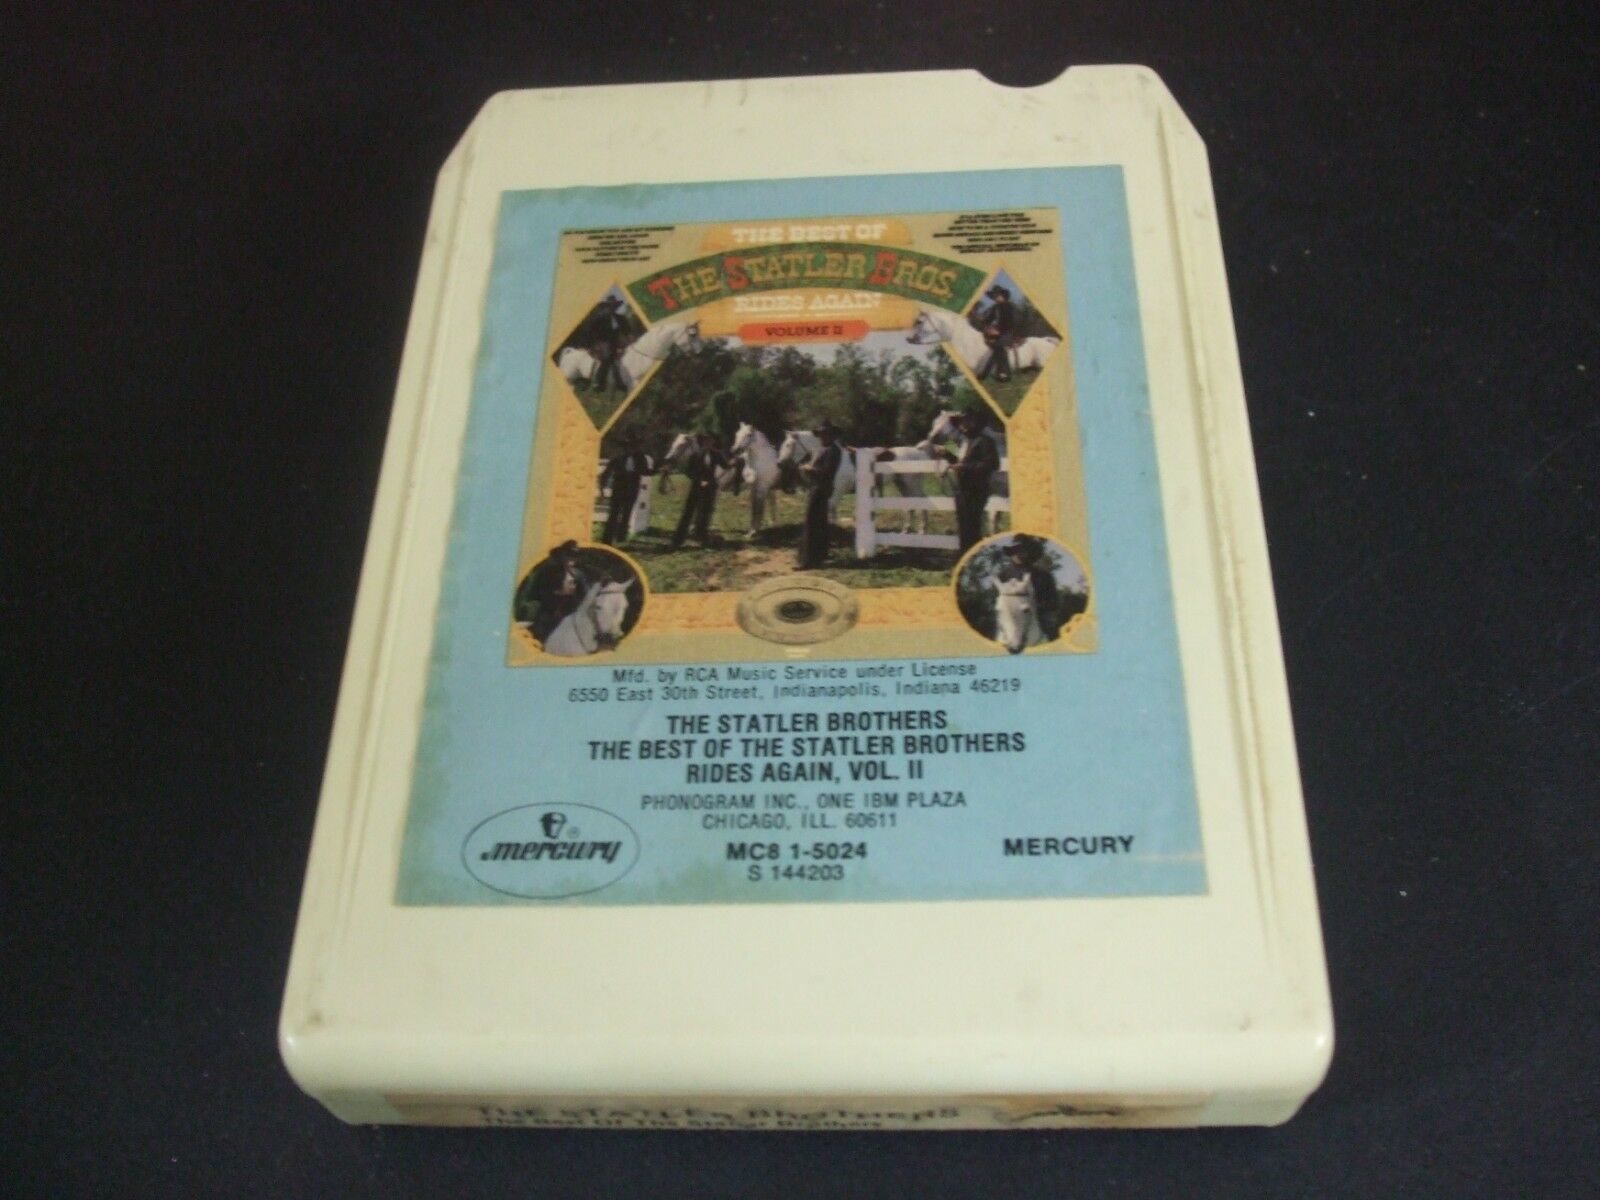 THE BEST OF
THE STATLER BROS.
RIDES AGAIN
VOLUME II
Mfd. by RCA Music Service under License
6550 East 30th Street, Indianapolis, Indiana 46219
THE STATLER BROTHERS
THE BEST OF THE STATLER BROTHERS
RIDES AGAIN, VOL. II
PHONOGRAM INC., ONE IBM PLAZA
CHICAGO, ILL. 60611
mercury ®
MC8 1-5024
S 144203
MERCURY
THE STATLER BROTHERS
The Best Of The Statler Brothers